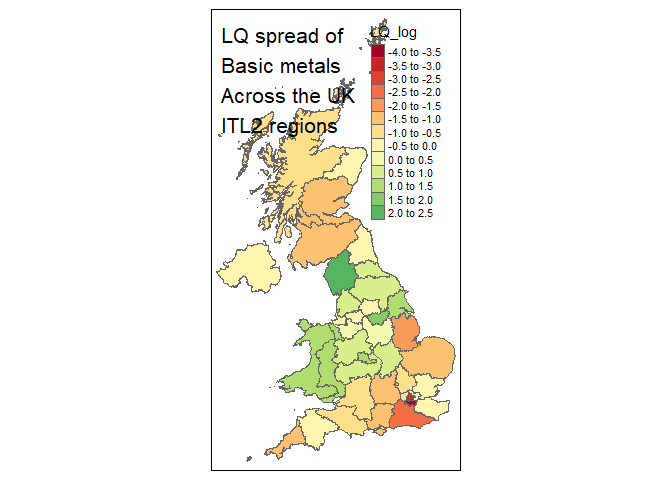 LQ spread of
Basic metals
Across the UK
ITL2 regions
LQ_log
-4.0 to -3.5
-3.5 to -3.0
-3.0 to -2.5
-2.5 to -2.0
-2.0 to -1.5
-1.5 to -1.0
-1.0 to -0.5
-0.5 to 0.0
0.0 to 0.5
0.5 to 1.0
1.0 to 1.5
1.5 to 2.0
2.0 to 2.5